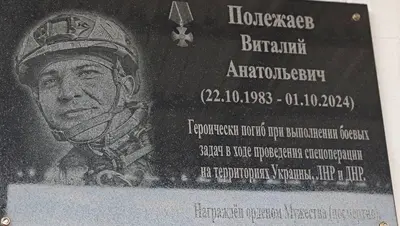 Полежаев
Виталий
Анатольевич
(22.10.1983 - 01.10.2024)
Героически погиб при выполнении боевых
задач в ходе проведения спецоперации
на территориях Украины, ЛНР и ДНР.
Награждён орденом Мужества (посмертно)